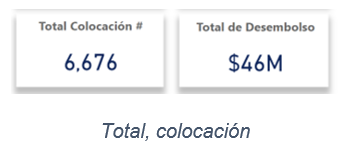 Total Colocación #
6,676
Total de Desembolso
$46M
Total, colocación